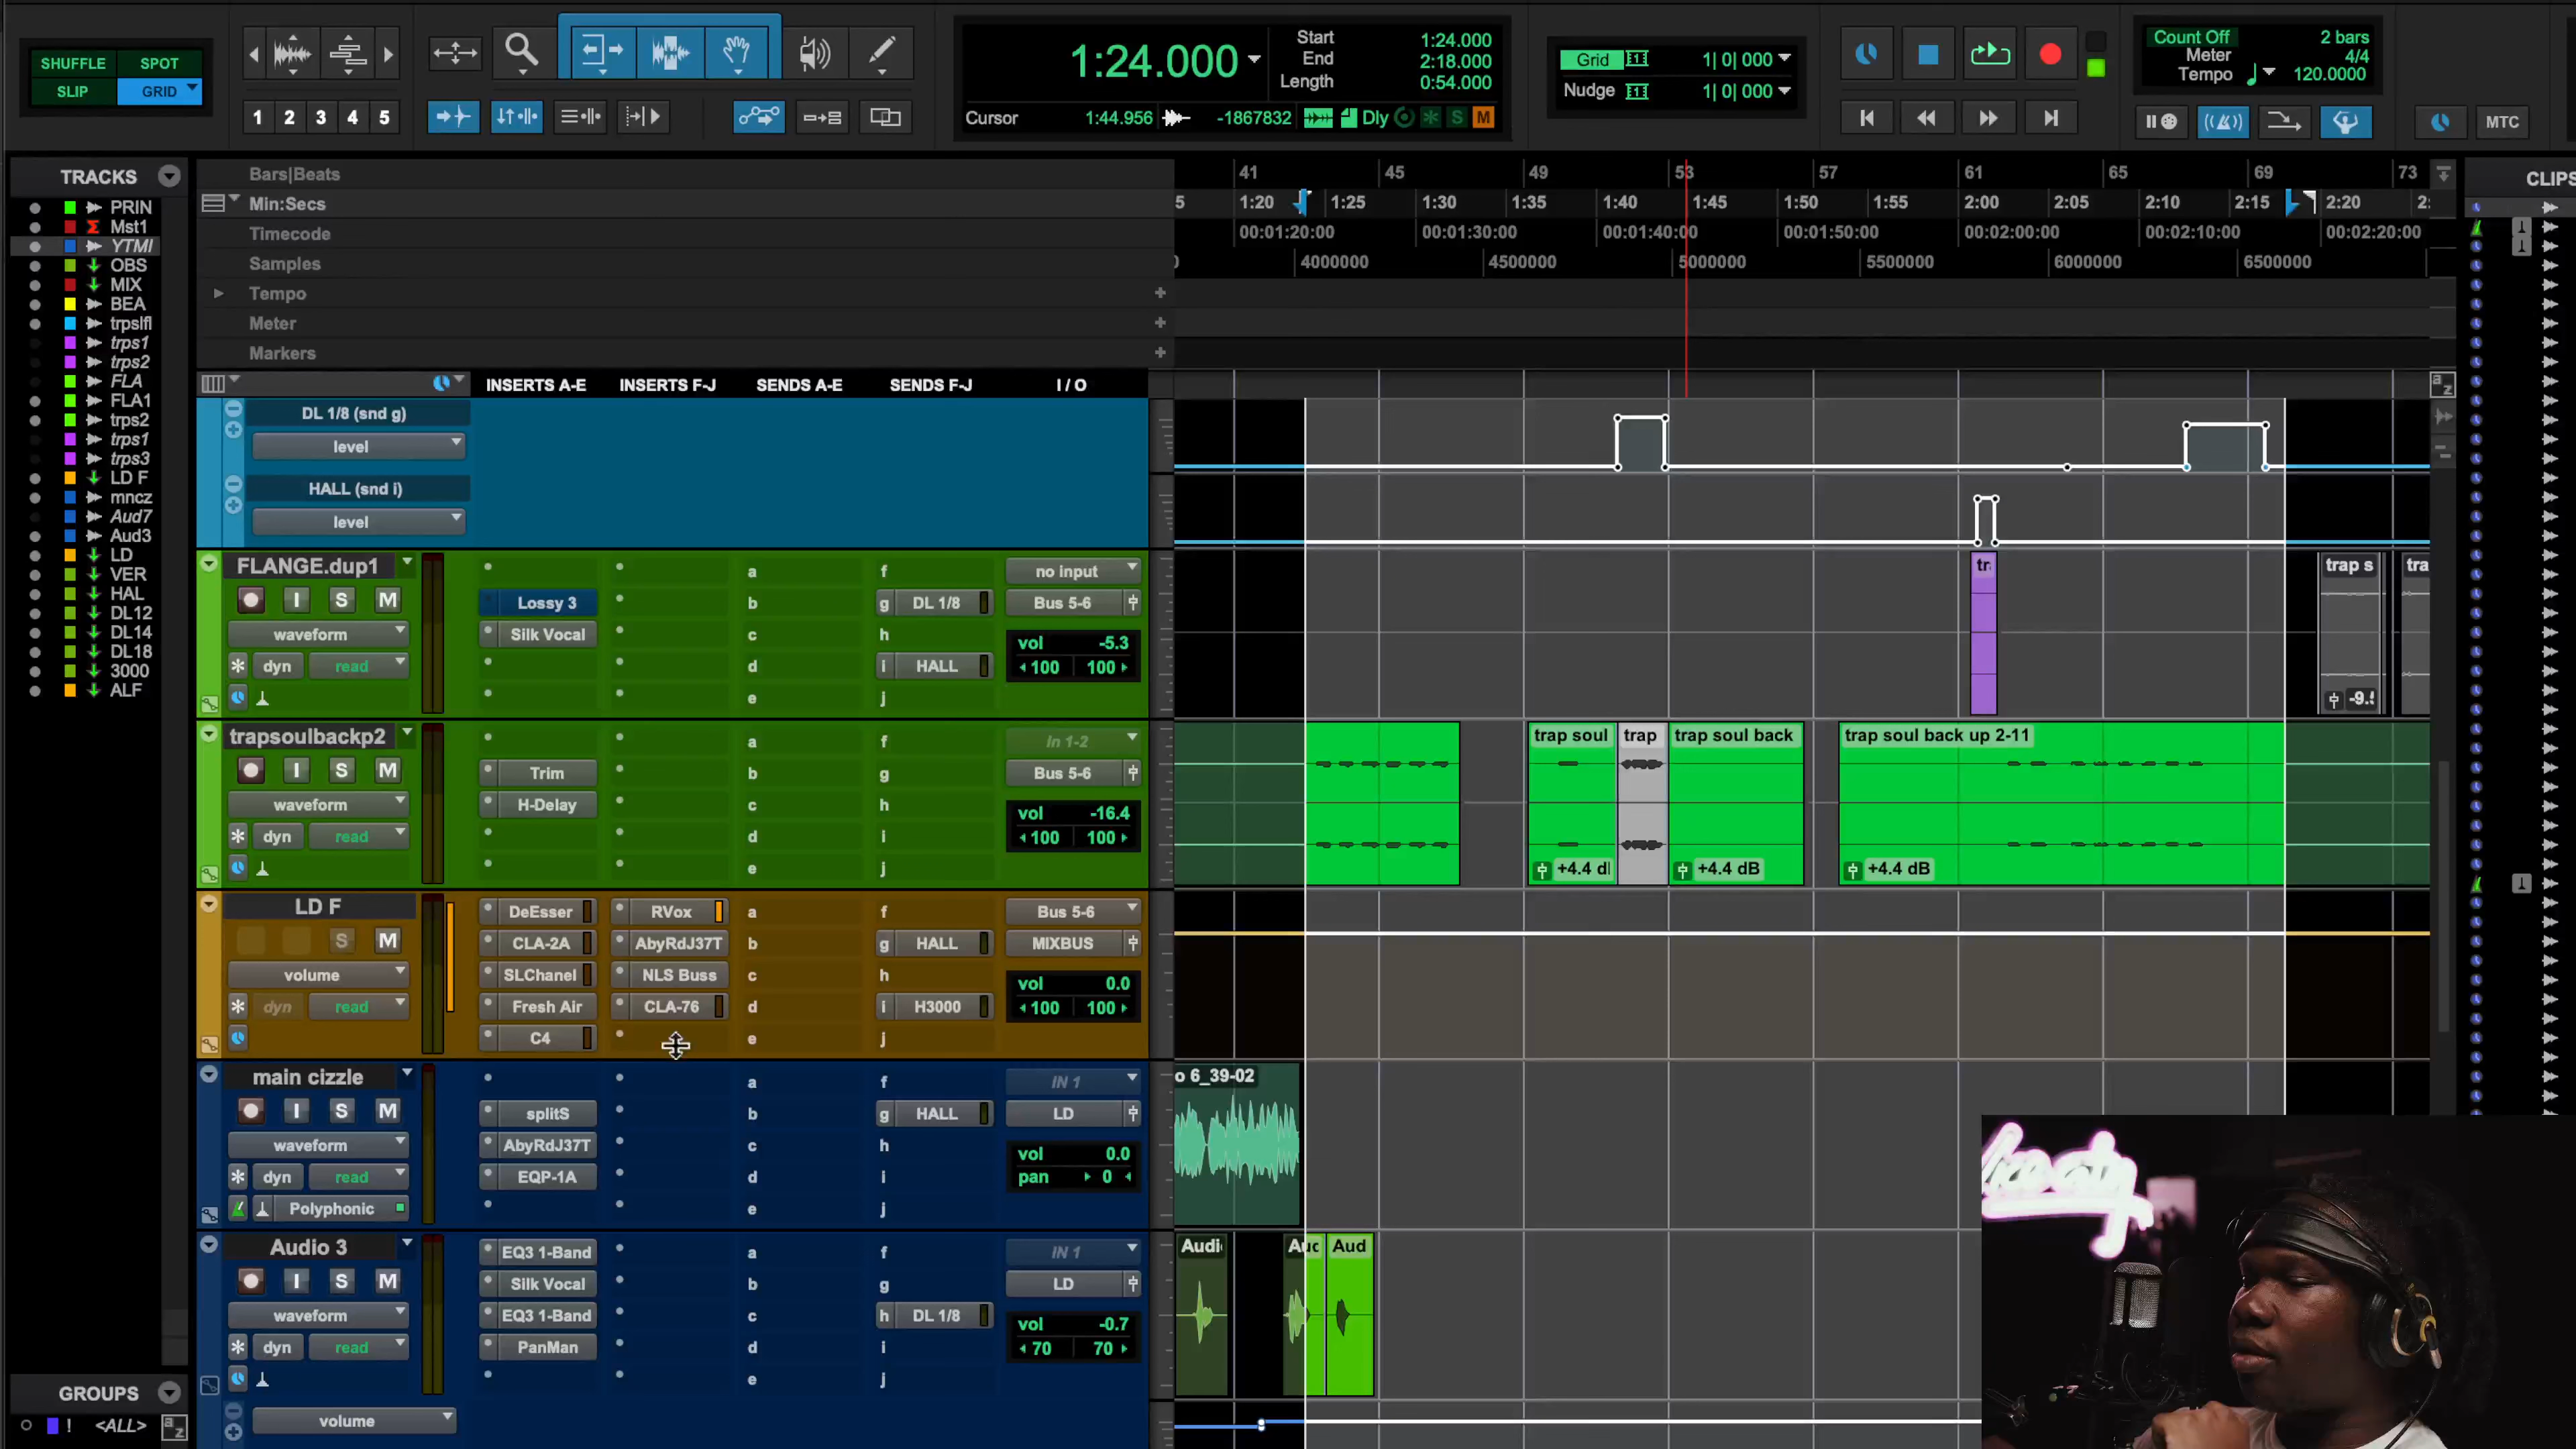 SHUFFLE SPOT
SLIP GRID
1 2 3 4 5
1:24.000
Start 1:24.000
End 2:18.000
Length 0:54.000
Cursor 1:44.956 -1867832 Dly S M
Grid 1| 0| 000
Nudge 1| 0| 000
Count Off 2 bars
Meter 4/4
Tempo 120.0000
MTC
TRACKS
PRIN
Mst1
YTMI
OBS
MIX
BEA
trpslfl
trps1
trps2
FLA
FLA1
trps2
trps1
trps3
LD F
mncz
Aud7
Aud3
LD
VER
HAL
DL12
DL14
DL18
3000
ALF
GROUPS
! <ALL> a z
CLIPS
Bars|Beats 41 45 49 53 57 61 65 69 73
Min:Secs 5 1:20 1:25 1:30 1:35 1:40 1:45 1:50 1:55 2:00 2:05 2:10 2:15 2:20 2:
Timecode 00:01:20:00 00:01:30:00 00:01:40:00 00:01:50:00 00:02:00:00 00:02:10:00 00:02:20:00
Samples 4000000 4500000 5000000 5500000 6000000 6500000
Tempo
Meter
Markers
INSERTS A-E INSERTS F-J SENDS A-E SENDS F-J I / O
DL 1/8 (snd g)
level
HALL (snd i)
level
FLANGE.dup1 a f no input
I S M Lossy 3 b g DL 1/8 Bus 5-6
waveform Silk Vocal c h vol -5.3
dyn read d i HALL 100 100
e j
tr
trap s
tra
-9.
trapsoulbackp2 a f In 1-2
I S M Trim b g Bus 5-6
waveform H-Delay c h vol -16.4
dyn read d i 100 100
e j
trap soul trap trap soul back trap soul back up 2-11
+4.4 d +4.4 dB +4.4 dB
LD F DeEsser RVox a f Bus 5-6
S M CLA-2A AbyRdJ37T b g HALL MIXBUS
volume SLChanel NLS Buss c h vol 0.0
dyn read Fresh Air CLA-76 d i H3000 100 100
C4 e j
main cizzle a f IN 1
I S M splitS b g HALL LD
waveform AbyRdJ37T c h vol 0.0
dyn read EQP-1A d i pan 0
Polyphonic e j
o 6_39-02
Audio 3 EQ3 1-Band a f IN 1
I S M Silk Vocal b g LD
waveform EQ3 1-Band c h DL 1/8 vol -0.7
dyn read PanMan d i 70 70
e j
Audi Auc Aud
volume